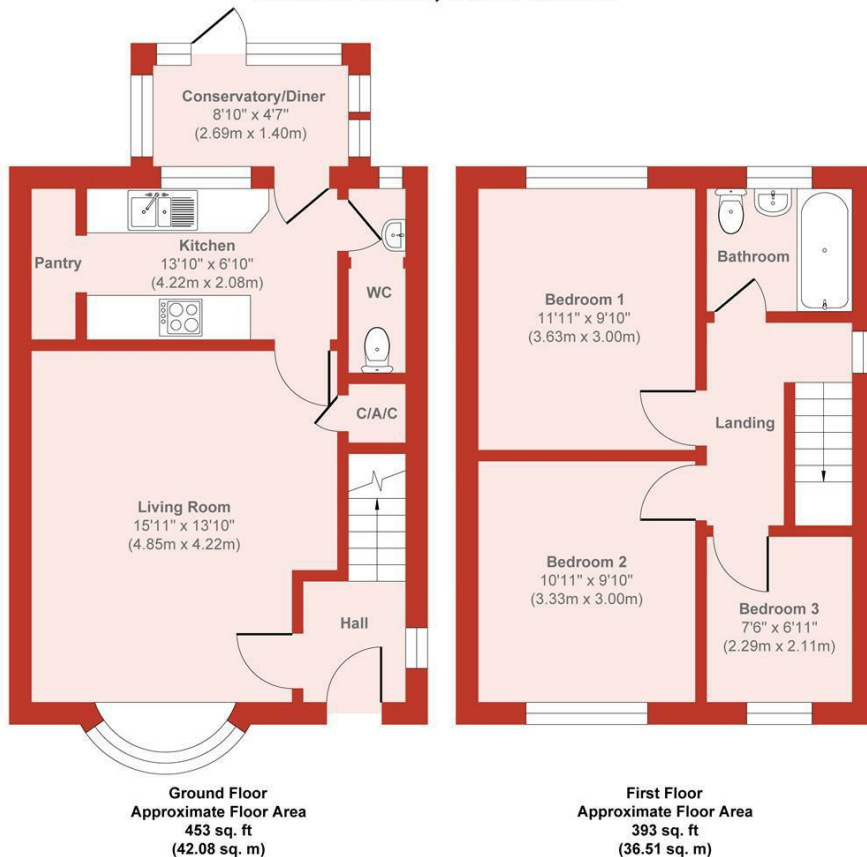 Conservatory/Diner
8'10" x 4'7"
(2.69m x 1.40m)
Kitchen
13'10" x 6'10"
(4.22m x 2.08m)
Pantry
WC
C/A/C
Living Room
15'11" x 13'10"
(4.85m x 4.22m)
Hall
Ground Floor
Approximate Floor Area
453 sq. ft
(42.08 sq. m)
Bathroom
Bedroom 1
11'11" x 9'10"
(3.63m x 3.00m)
Landing
Bedroom 2
10'11" x 9'10"
(3.33m x 3.00m)
Bedroom 3
7'6" x 6'11"
(2.29m x 2.11m)
First Floor
Approximate Floor Area
393 sq. ft
(36.51 sq. m)